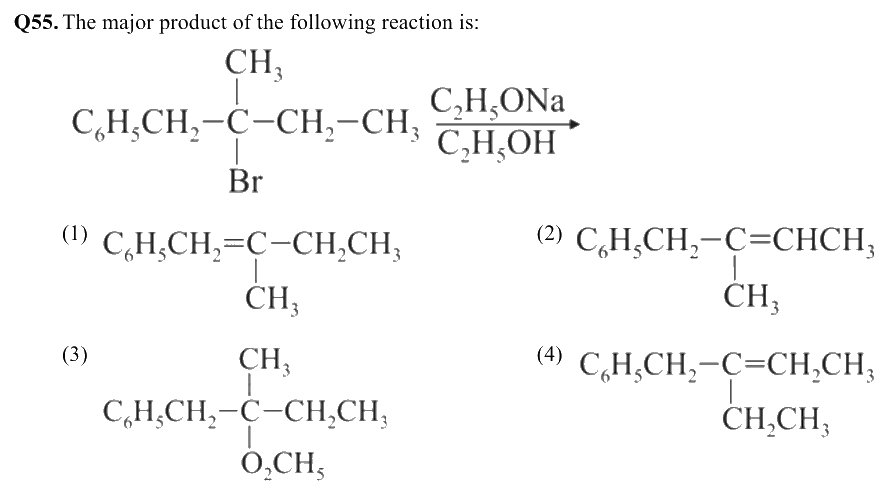 Q55. The major product of the following reaction is:
CH₃
C₆H₅CH₂–C–CH₂–CH₃ C₂H₅ONa
C₂H₅OH
Br
(1) C₆H₅CH₂=C–CH₂CH₃
CH₃
(2) C₆H₅CH₂–C=CHCH₃
CH₃
(3) CH₃
C₆H₅CH₂–C–CH₂CH₃
O₂CH₅
(4) C₆H₅CH₂–C=CH₂CH₃
CH₂CH₃